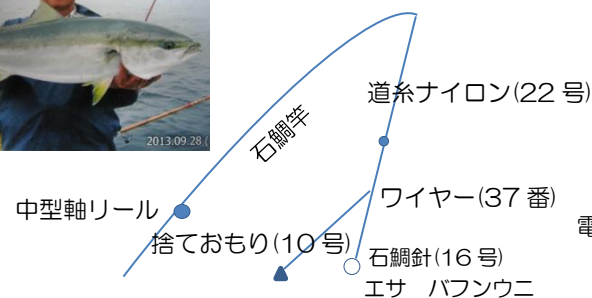 2013.09.28
道糸ナイロン(22号)
石鯛竿
中型軸リール
ワイヤー(37番)
捨ておもり(10号)
電
石鯛針(16号)
エサ バフンウニ